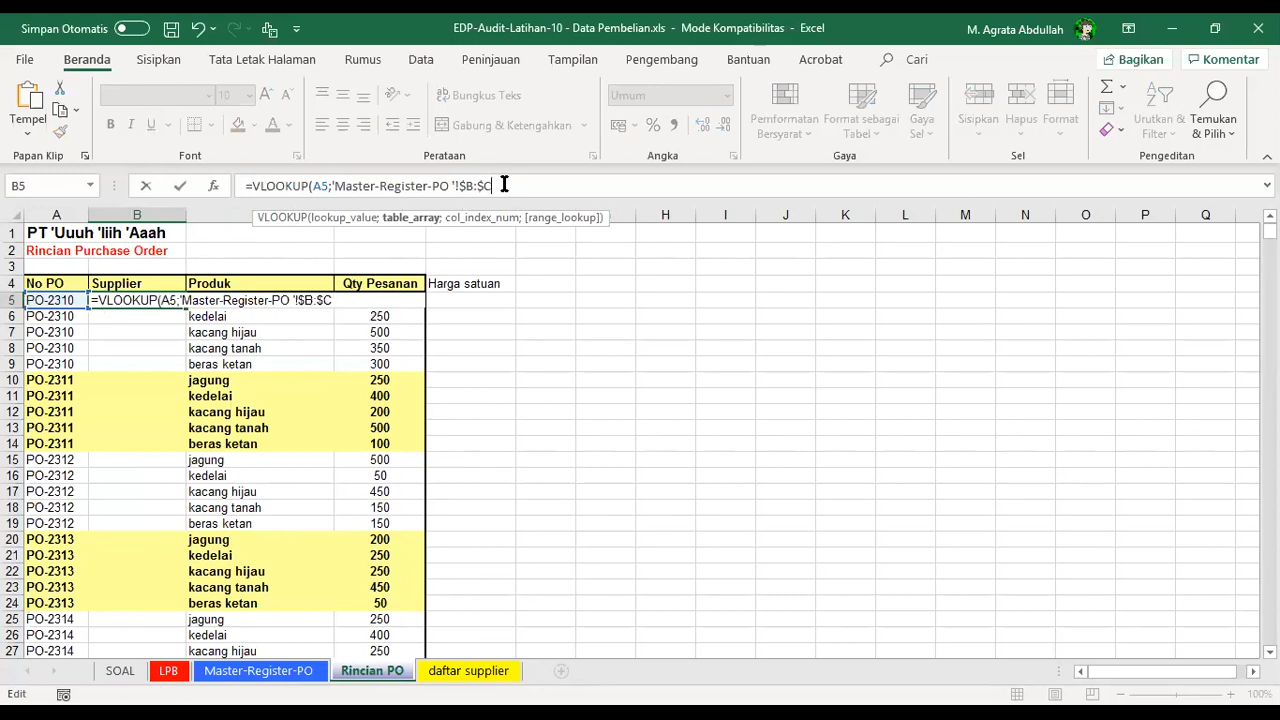 Simpan Otomatis
EDP-Audit-Latihan-10 - Data Pembelian.xls - Mode Kompatibilitas - Excel
M. Agrata Abdullah
File Beranda Sisipkan Tata Letak Halaman Rumus Data Peninjauan Tampilan Pengembang Bantuan Acrobat Cari Bagikan Komentar
Tempel
10
Bungkus Teks
Gabung & Ketengahkan
Umum
Pemformatan
Bersyarat
Format sebagai
Tabel
Gaya
Sel
Sisipkan
Hapus
Format
Urutkan &
Filter
Temukan
& Pilih
Papan Klip Font Perataan Angka Gaya Sel Pengeditan
B5 =VLOOKUP(A5;'Master-Register-PO '!$B:$C
VLOOKUP(lookup_value; table_array; col_index_num; [range_lookup])
A B H I J K L M N O P Q
1 PT 'Uuuh 'Iiih 'Aaah
2 Rincian Purchase Order
3
4 No PO Supplier Produk Qty Pesanan Harga satuan
5 PO-2310 =VLOOKUP(A5;'Master-Register-PO '!$B:$C
6 PO-2310 kedelai 250
7 PO-2310 kacang hijau 500
8 PO-2310 kacang tanah 350
9 PO-2310 beras ketan 300
10 PO-2311 jagung 250
11 PO-2311 kedelai 400
12 PO-2311 kacang hijau 200
13 PO-2311 kacang tanah 500
14 PO-2311 beras ketan 100
15 PO-2312 jagung 500
16 PO-2312 kedelai 50
17 PO-2312 kacang hijau 450
18 PO-2312 kacang tanah 150
19 PO-2312 beras ketan 150
20 PO-2313 jagung 200
21 PO-2313 kedelai 250
22 PO-2313 kacang hijau 250
23 PO-2313 kacang tanah 450
24 PO-2313 beras ketan 50
25 PO-2314 jagung 250
26 PO-2314 kedelai 400
27 PO-2314 kacang hijau 250
SOAL LPB Master-Register-PO Rincian PO daftar supplier
Edit
100%